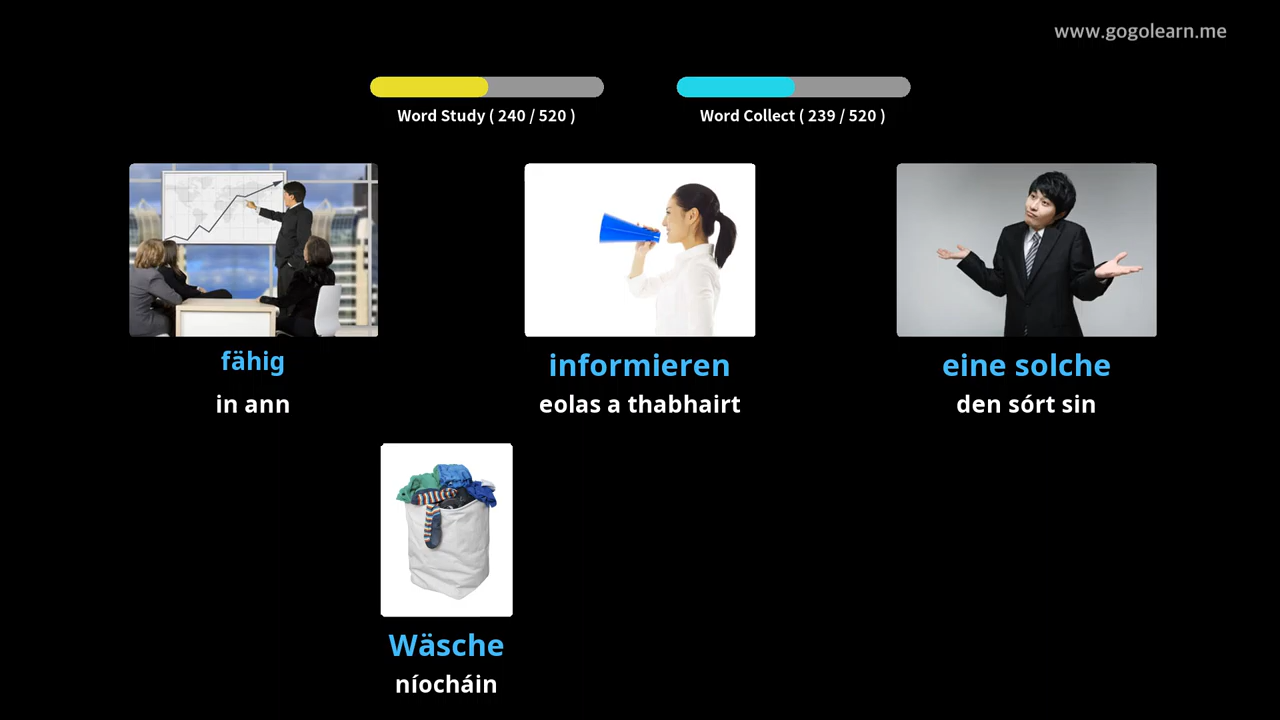 www.gogolearn.me
Word Study ( 240 / 520 )
Word Collect ( 239 / 520 )
fähig
in ann
informieren
eolas a thabhairt
eine solche
den sórt sin
Wäsche
níocháin